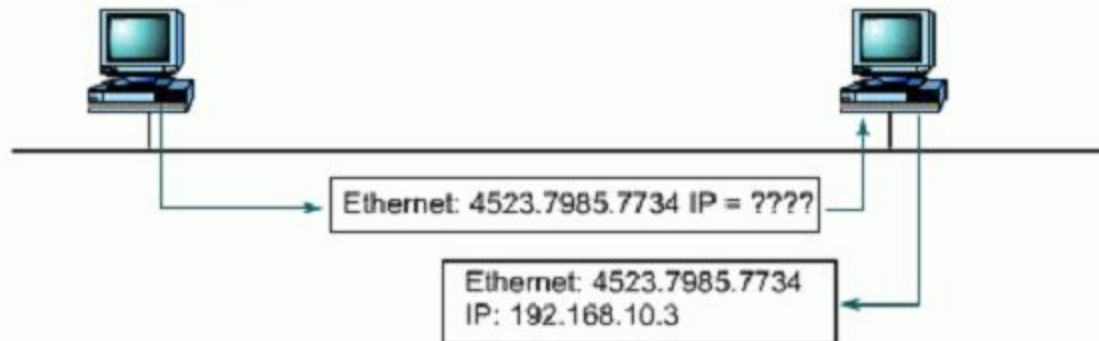 Ethernet: 4523.7985.7734 IP = ????
Ethernet: 4523.7985.7734
IP: 192.168.10.3